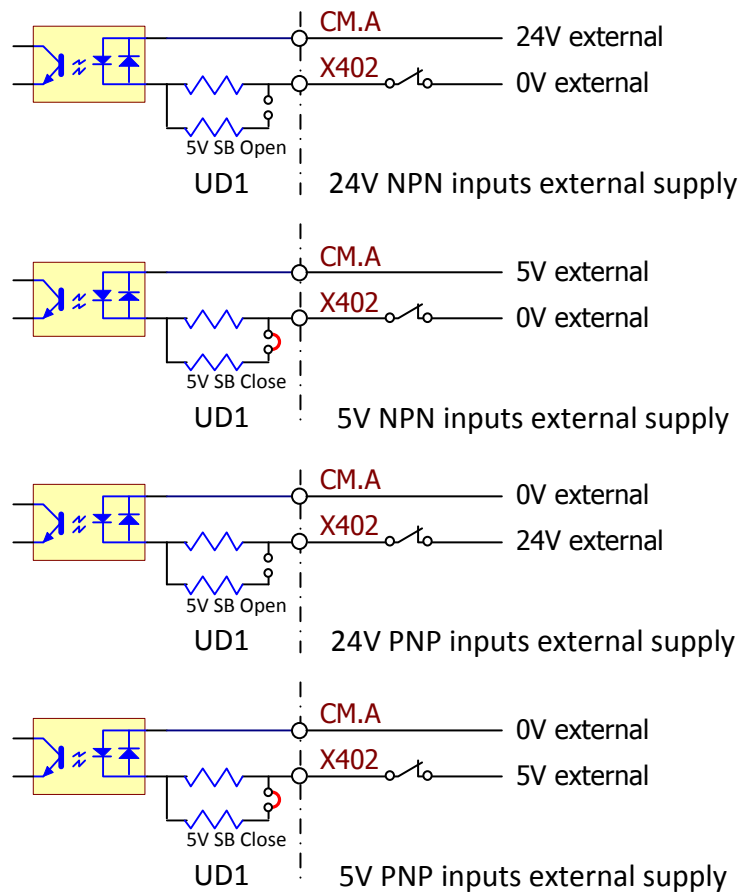 CM.A
24V external
X402
0V external
5V SB Open
UD1
24V NPN inputs external supply
CM.A
5V external
X402
0V external
5V SB Close
UD1
5V NPN inputs external supply
CM.A
0V external
X402
24V external
5V SB Open
UD1
24V PNP inputs external supply
CM.A
0V external
X402
5V external
5V SB Close
UD1
5V PNP inputs external supply